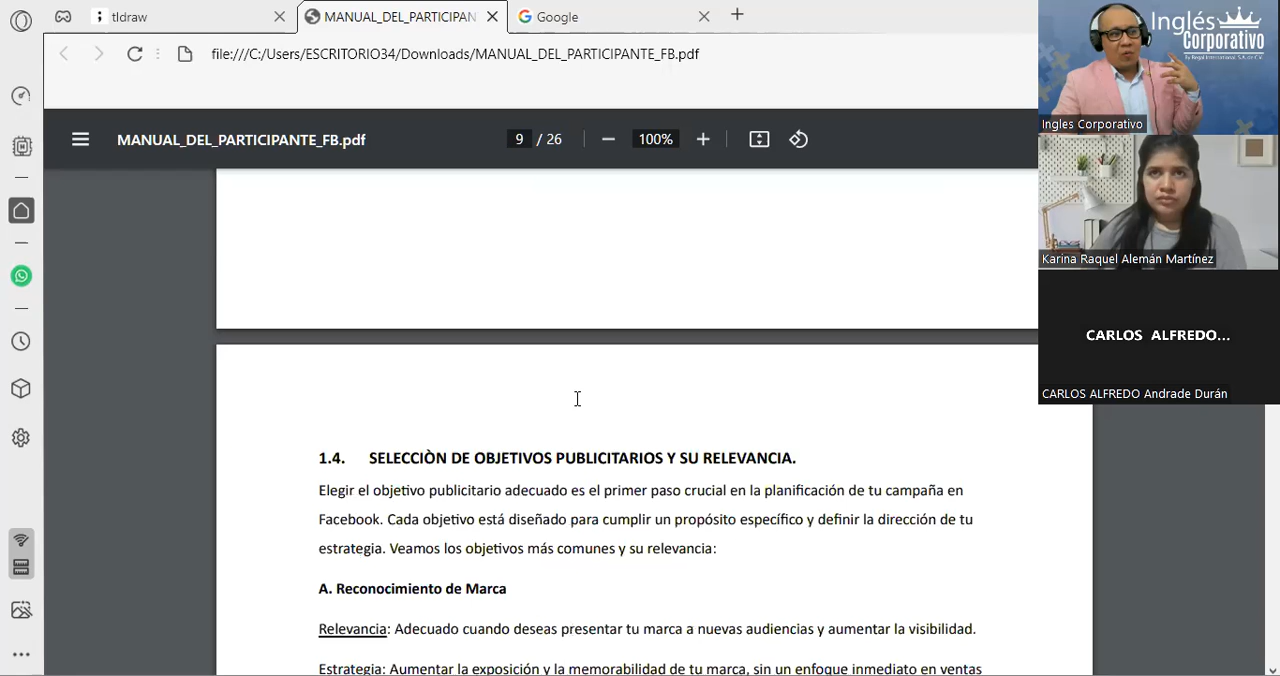 tldraw
MANUAL_DEL_PARTICIPAN
Google
file:///C:/Users/ESCRITORIO34/Downloads/MANUAL_DEL_PARTICIPANTE_FB.pdf
MANUAL_DEL_PARTICIPANTE_FB.pdf
9 / 26
100%
Inglés
Corporativo
By Regal International, S.A. de C.V.
Ingles Corporativo
Karina Raquel Alemán Martínez
CARLOS ALFREDO...
CARLOS ALFREDO Andrade Durán
1.4. SELECCIÒN DE OBJETIVOS PUBLICITARIOS Y SU RELEVANCIA.
Elegir el objetivo publicitario adecuado es el primer paso crucial en la planificación de tu campaña en
Facebook. Cada objetivo está diseñado para cumplir un propósito específico y definir la dirección de tu
estrategia. Veamos los objetivos más comunes y su relevancia:
A. Reconocimiento de Marca
Relevancia: Adecuado cuando deseas presentar tu marca a nuevas audiencias y aumentar la visibilidad.
Estrategia: Aumentar la exposición y la memorabilidad de tu marca, sin un enfoque inmediato en ventas